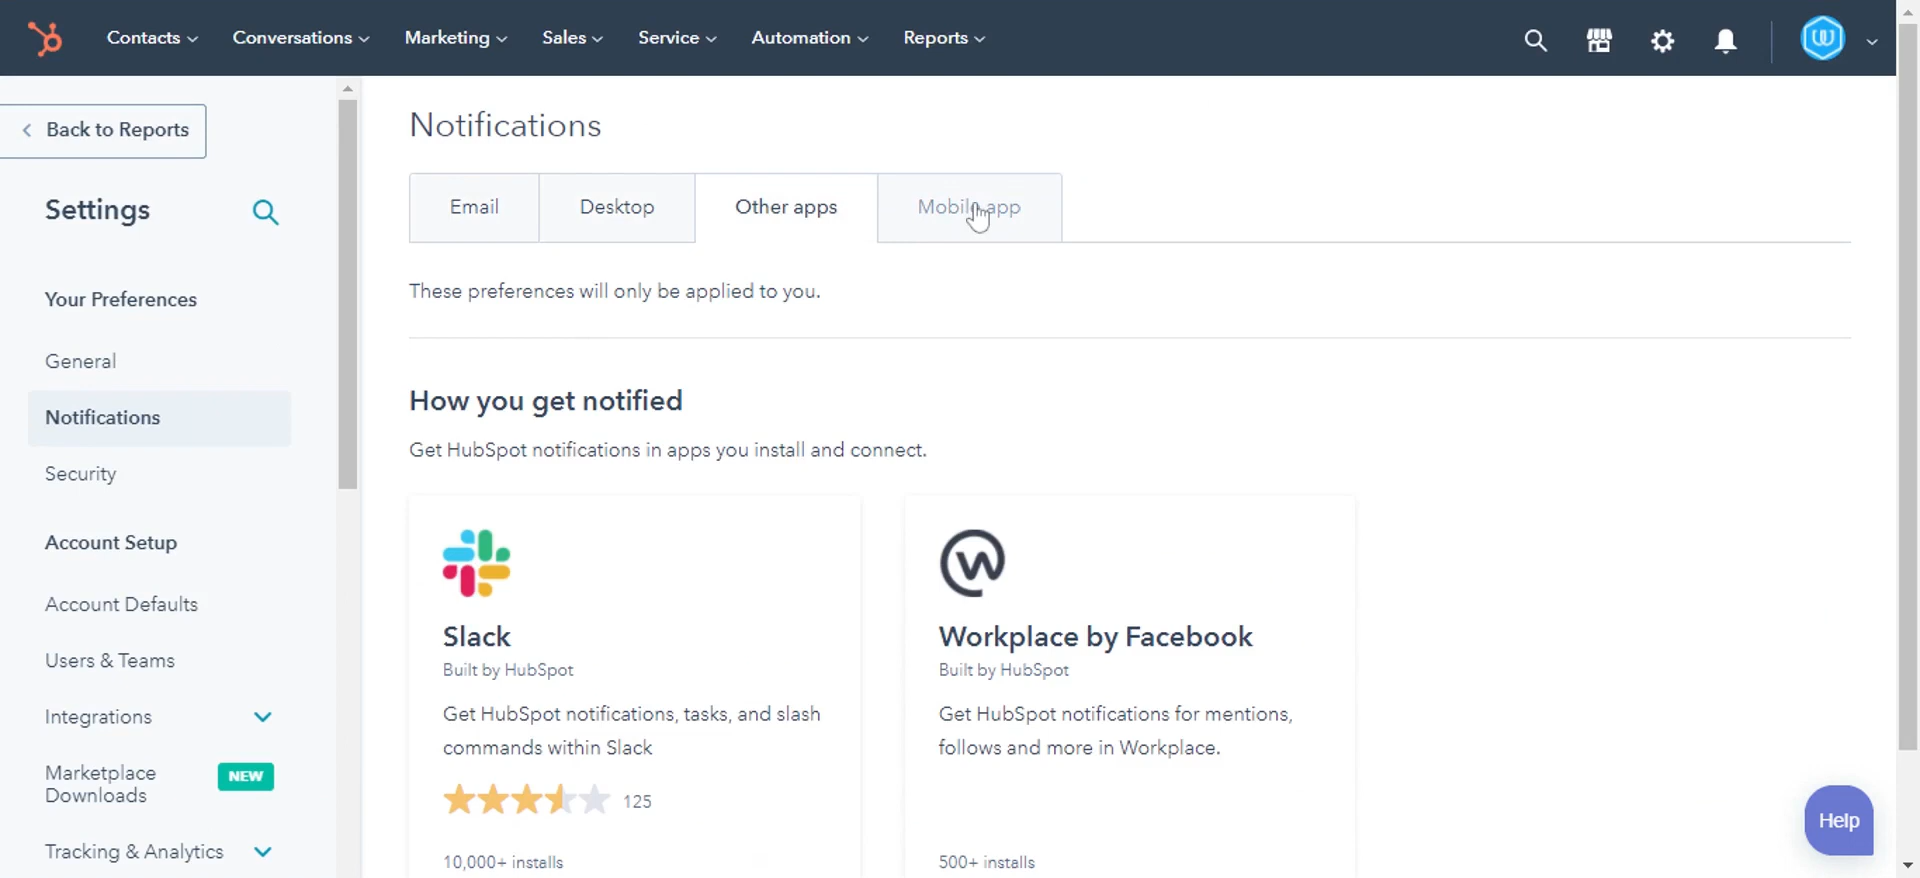 Contacts Conversations Marketing Sales Service Automation Reports
Back to Reports
Settings
Your Preferences
General
Notifications
Security
Account Setup
Account Defaults
Users & Teams
Integrations
Marketplace
Downloads
NEW
Tracking & Analytics
Notifications
Email Desktop Other apps Mobile app
These preferences will only be applied to you.
How you get notified
Get HubSpot notifications in apps you install and connect.
Slack
Built by HubSpot
Get HubSpot notifications, tasks, and slash
commands within Slack
125
10,000+ installs
Workplace by Facebook
Built by HubSpot
Get HubSpot notifications for mentions,
follows and more in Workplace.
500+ installs
Help